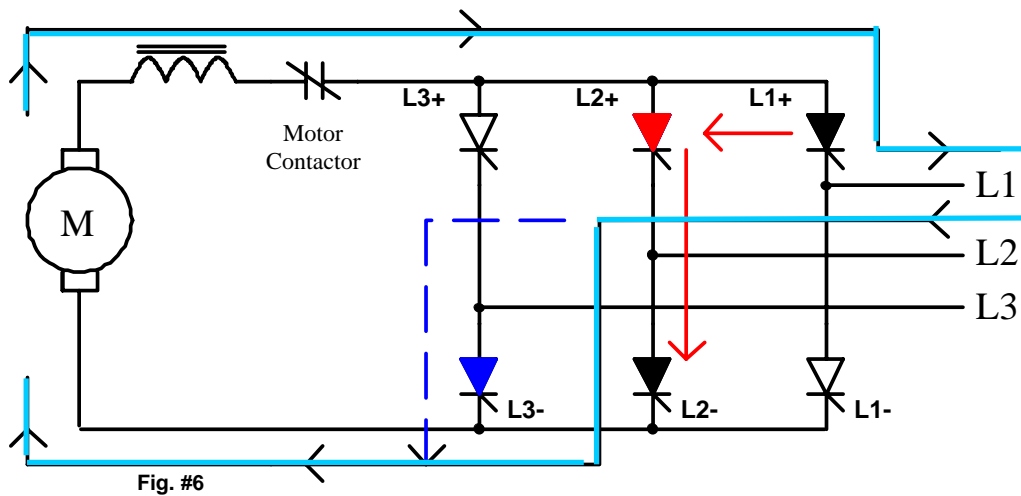 L3+
L2+
L1+
Motor
Contactor
L1
M
L2
L3
L3-
L2-
L1-
Fig. #6